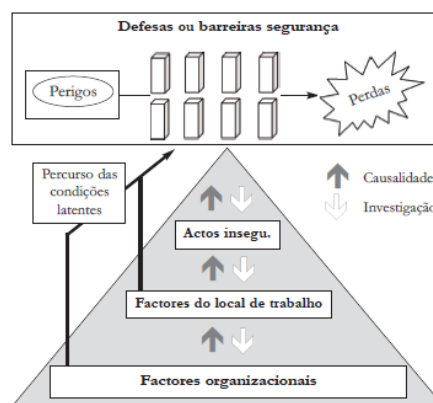 Defesas ou barreiras segurança
Perigos
Perdas
Percurso das
condições
latentes
Causalidade
Investigação
Actos insegu.
Factores do local de trabalho
Factores organizacionais